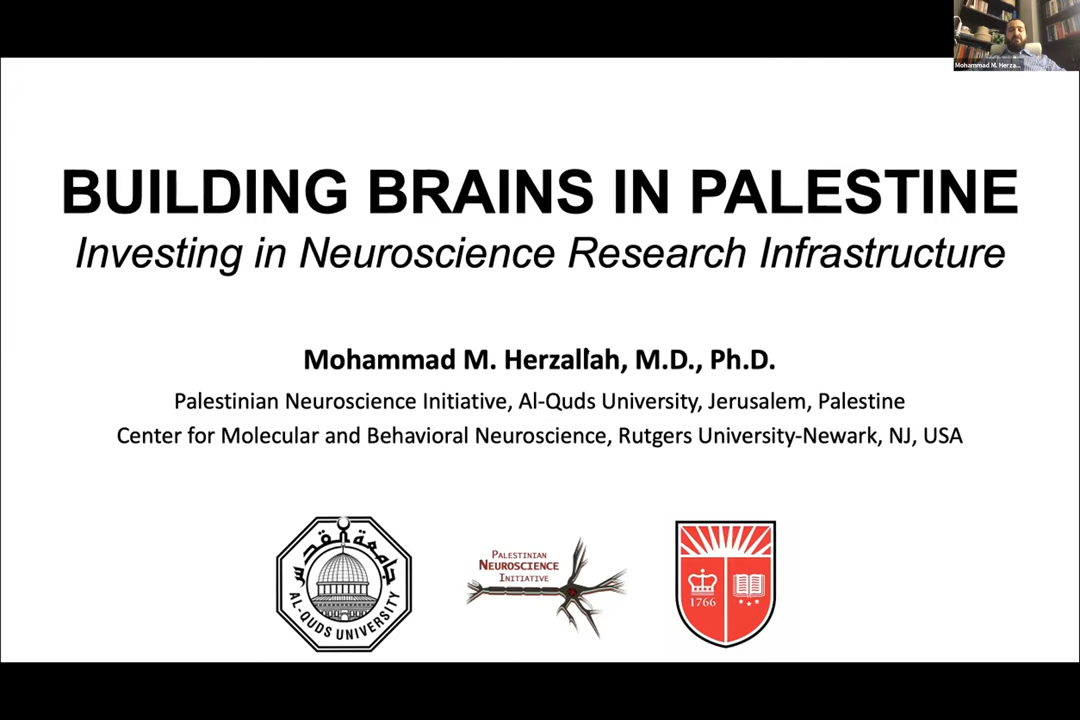 Mohammad M. Herza...
BUILDING BRAINS IN PALESTINE
Investing in Neuroscience Research Infrastructure
Mohammad M. Herzallah, M.D., Ph.D.
Palestinian Neuroscience Initiative, Al-Quds University, Jerusalem, Palestine
Center for Molecular and Behavioral Neuroscience, Rutgers University-Newark, NJ, USA
جامعة القدس
AL-QUDS UNIVERSITY
PALESTINIAN
NEUROSCIENCE
INITIATIVE
1766